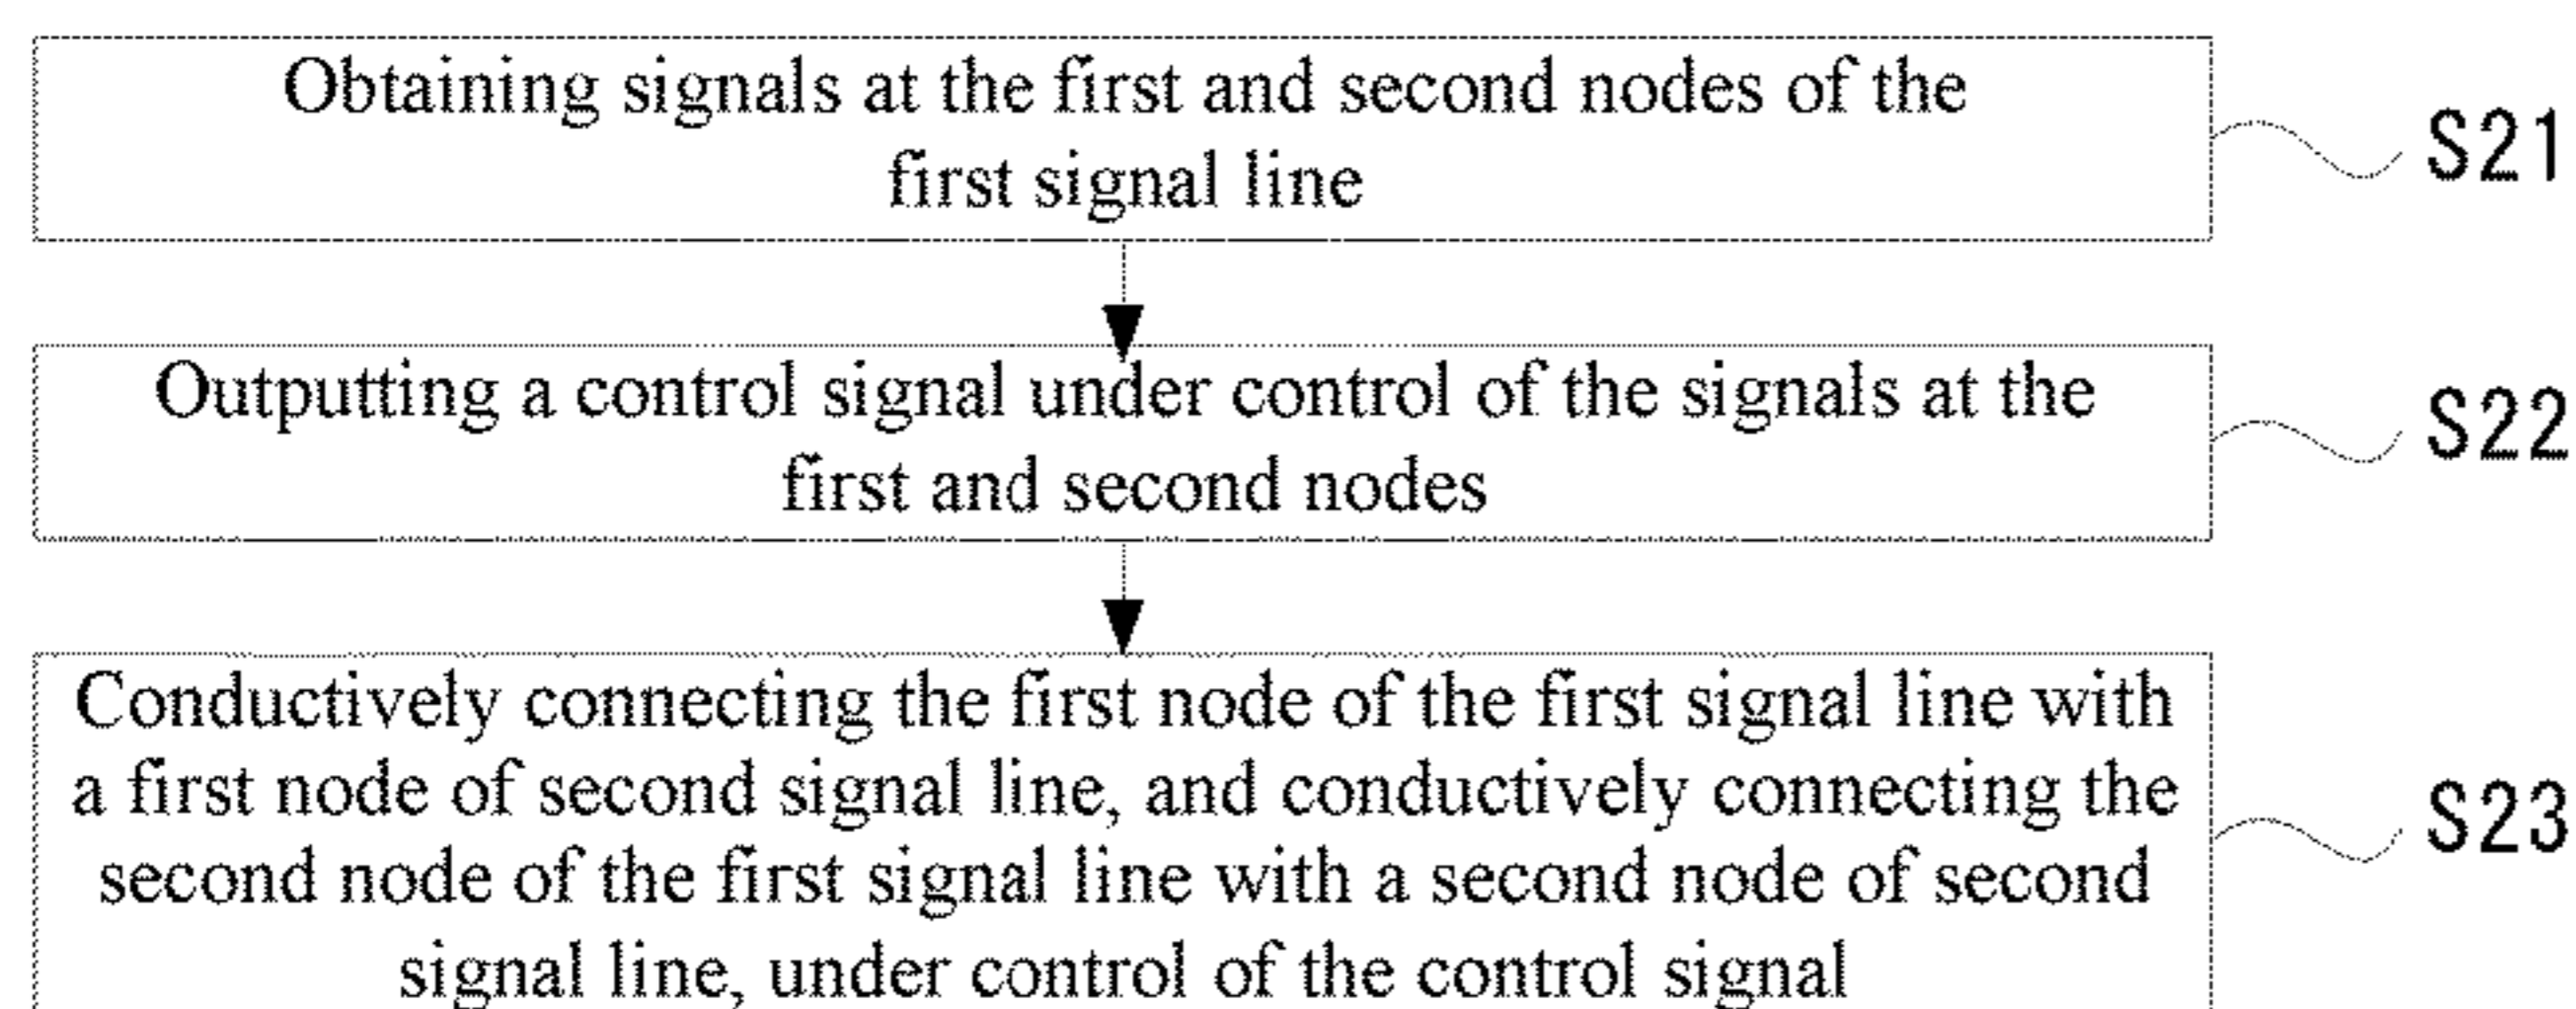 Obtaining signals at the first and second nodes of the
first signal line
S21
Outputting a control signal under control of the signals at the
first and second nodes
S22
Conductively connecting the first node of the first signal line with
a first node of second signal line, and conductively connecting the
second node of the first signal line with a second node of second
signal line, under control of the control signal
S23